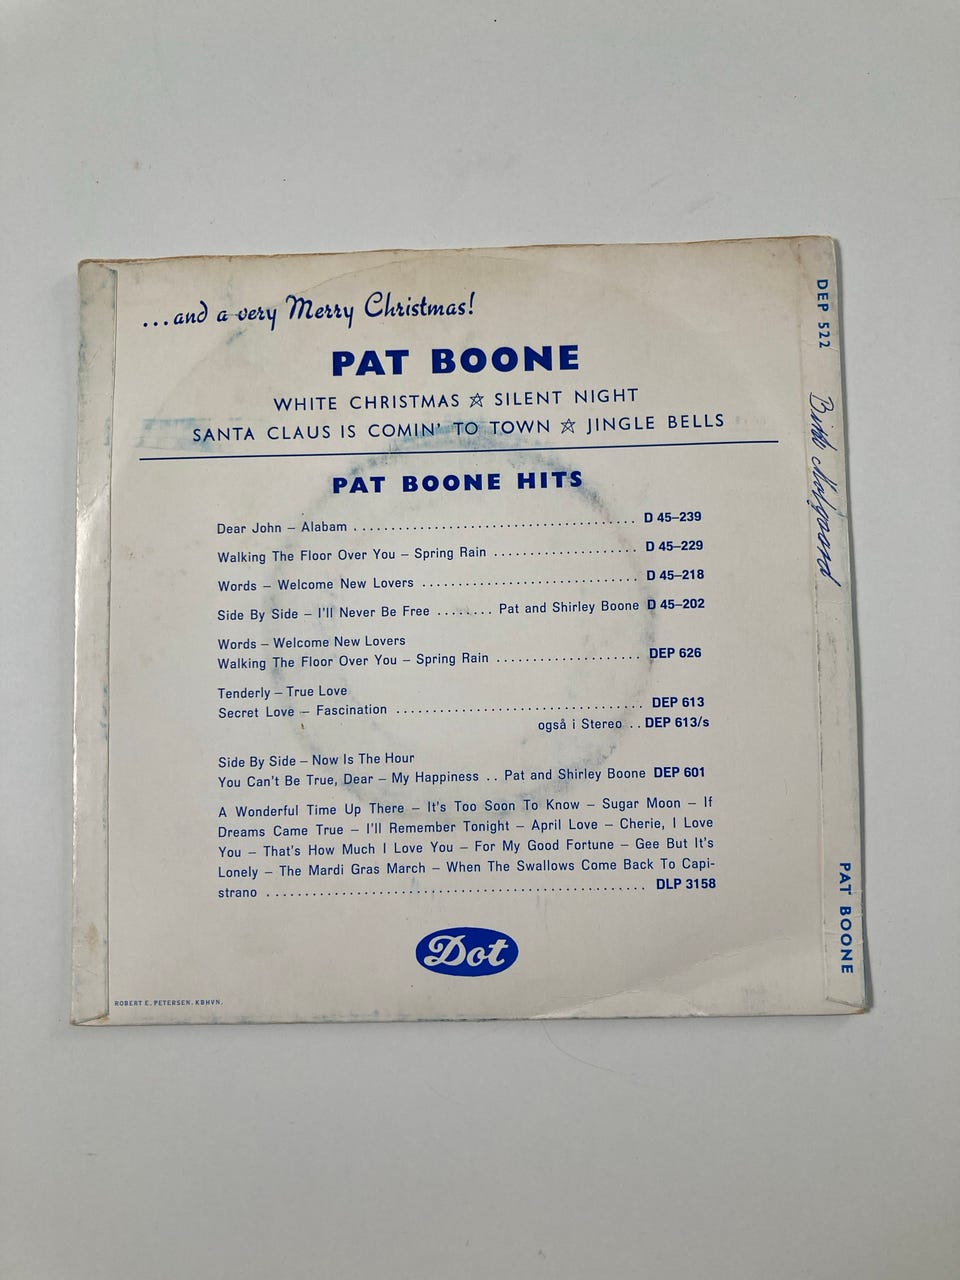 ...and a very Merry Christmas!
PAT BOONE
WHITE CHRISTMAS ☆ SILENT NIGHT
SANTA CLAUS IS COMIN' TO TOWN ☆ JINGLE BELLS
PAT BOONE HITS
Dear John – Alabam .................................... D 45–239
Walking The Floor Over You – Spring Rain ................... D 45–229
Words – Welcome New Lovers ............................ D 45–218
Side By Side – I'll Never Be Free ........ Pat and Shirley Boone D 45–202
Words – Welcome New Lovers
Walking The Floor Over You – Spring Rain ................... DEP 626
Tenderly – True Love
Secret Love – Fascination ................................ DEP 613
også i Stereo .. DEP 613/s
Side By Side – Now Is The Hour
You Can't Be True, Dear – My Happiness .. Pat and Shirley Boone DEP 601
A Wonderful Time Up There – It's Too Soon To Know – Sugar Moon – If
Dreams Came True – I'll Remember Tonight – April Love – Cherie, I Love
You – That's How Much I Love You – For My Good Fortune – Gee But It's
Lonely – The Mardi Gras March – When The Swallows Come Back To Capi-
strano .................................................. DLP 3158
Dot
ROBERT E. PETERSEN. KBHVN.
DEP 522
PAT BOONE